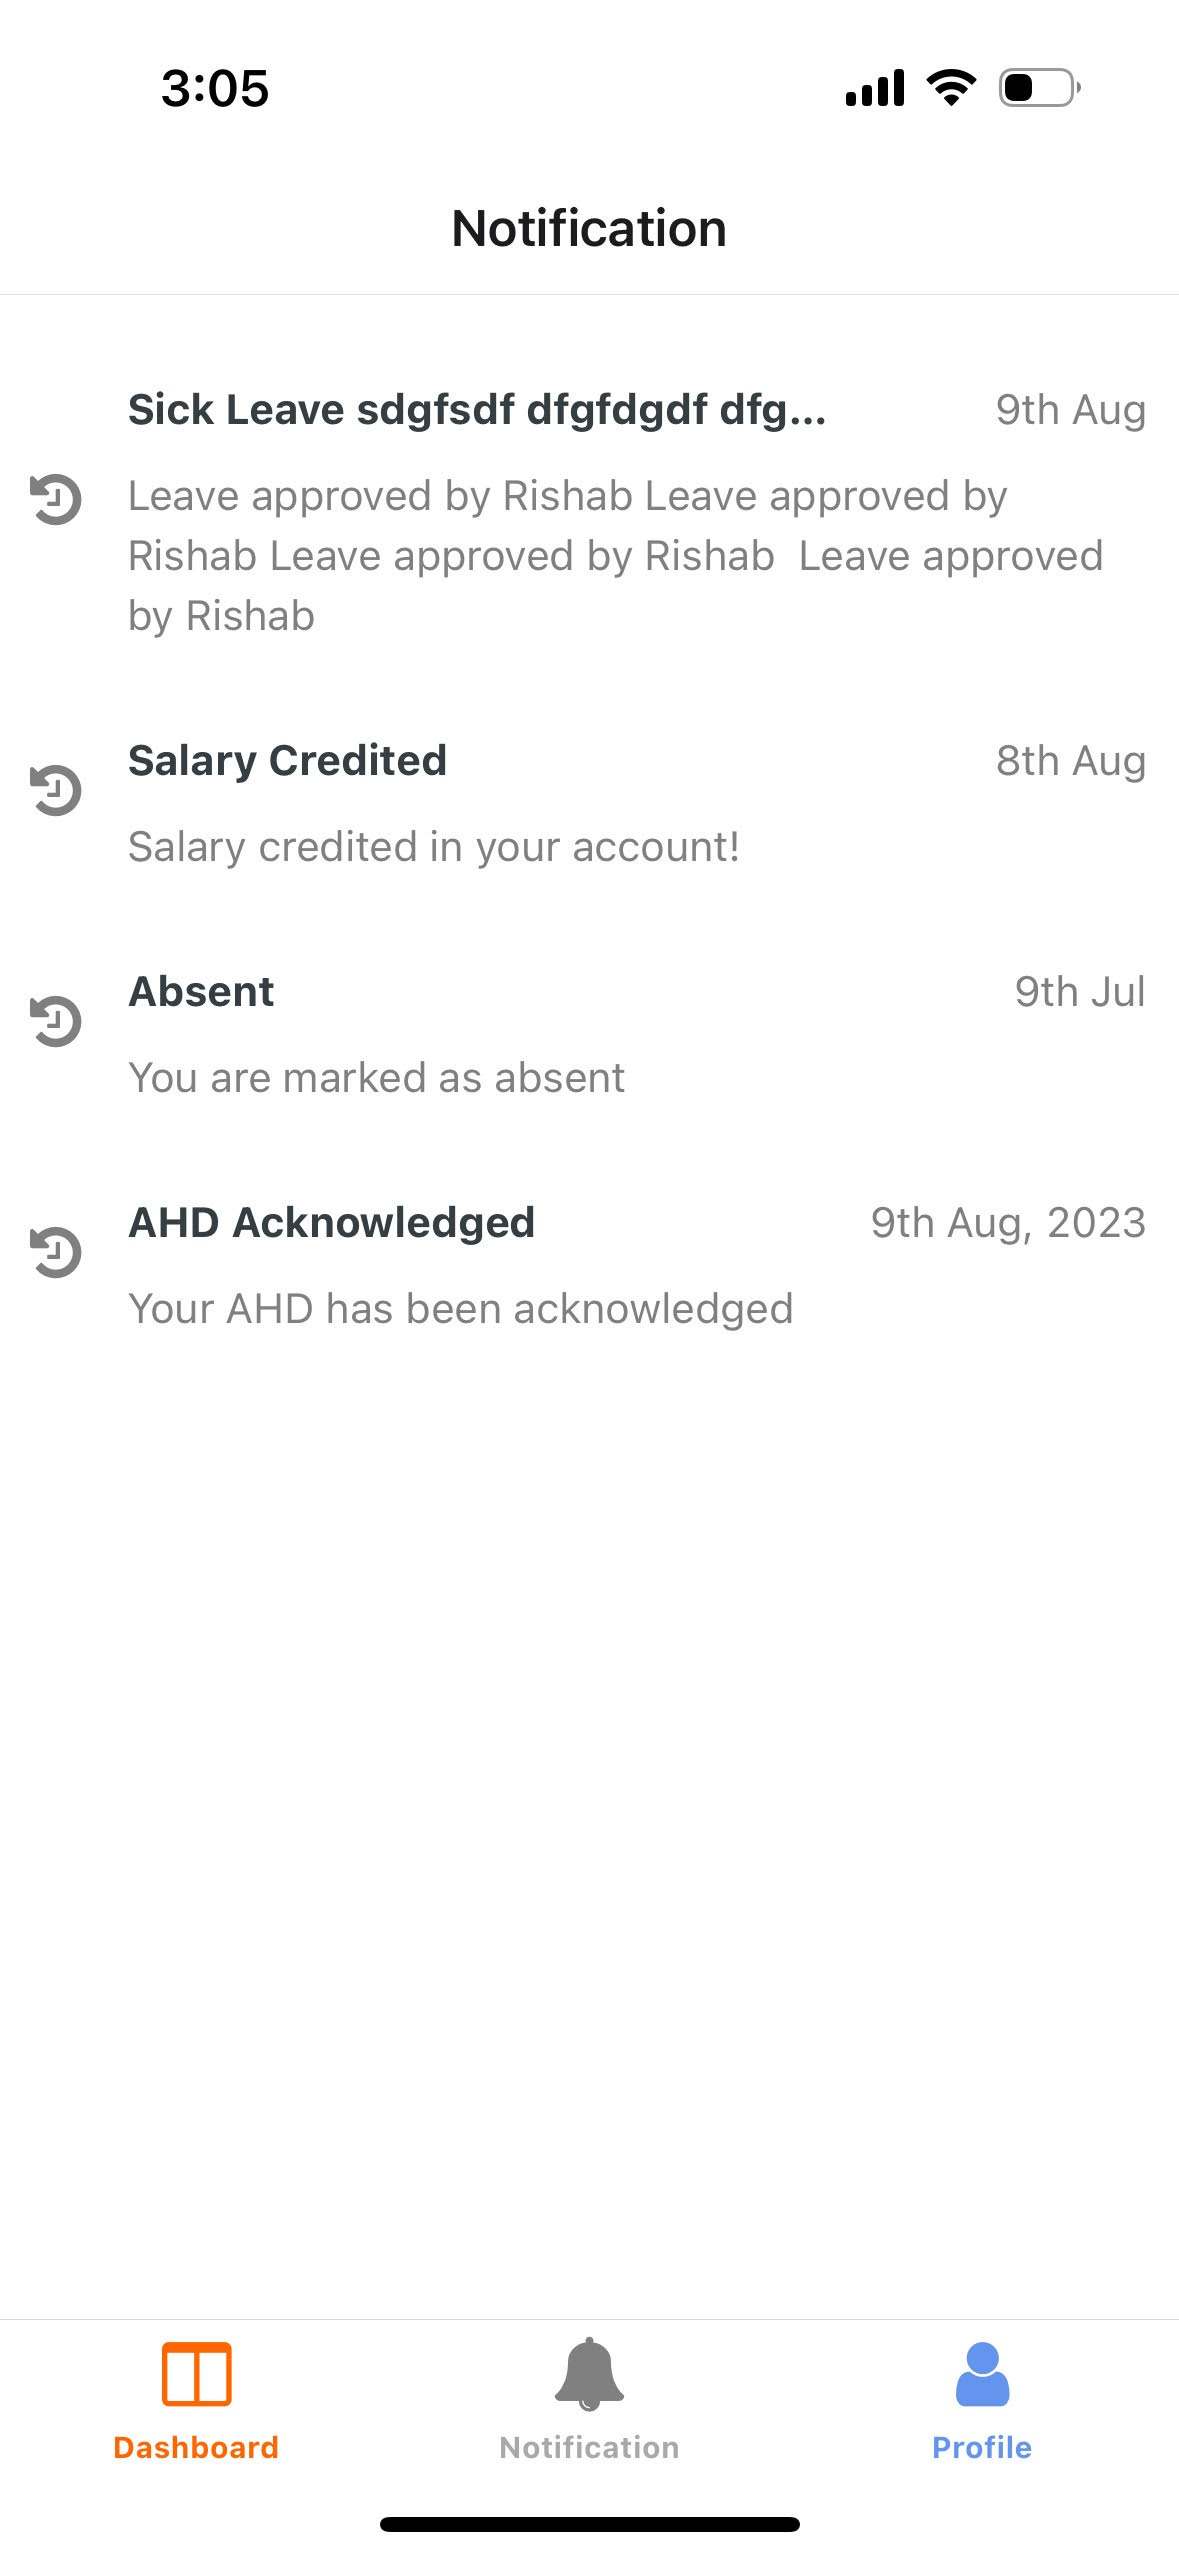 3:05
Notification
Sick Leave sdgfsdf dfgfdgdf dfg...
9th Aug
Leave approved by Rishab Leave approved by
Rishab Leave approved by Rishab  Leave approved
by Rishab
Salary Credited
8th Aug
Salary credited in your account!
Absent
9th Jul
You are marked as absent
AHD Acknowledged
9th Aug, 2023
Your AHD has been acknowledged
Dashboard
Notification
Profile